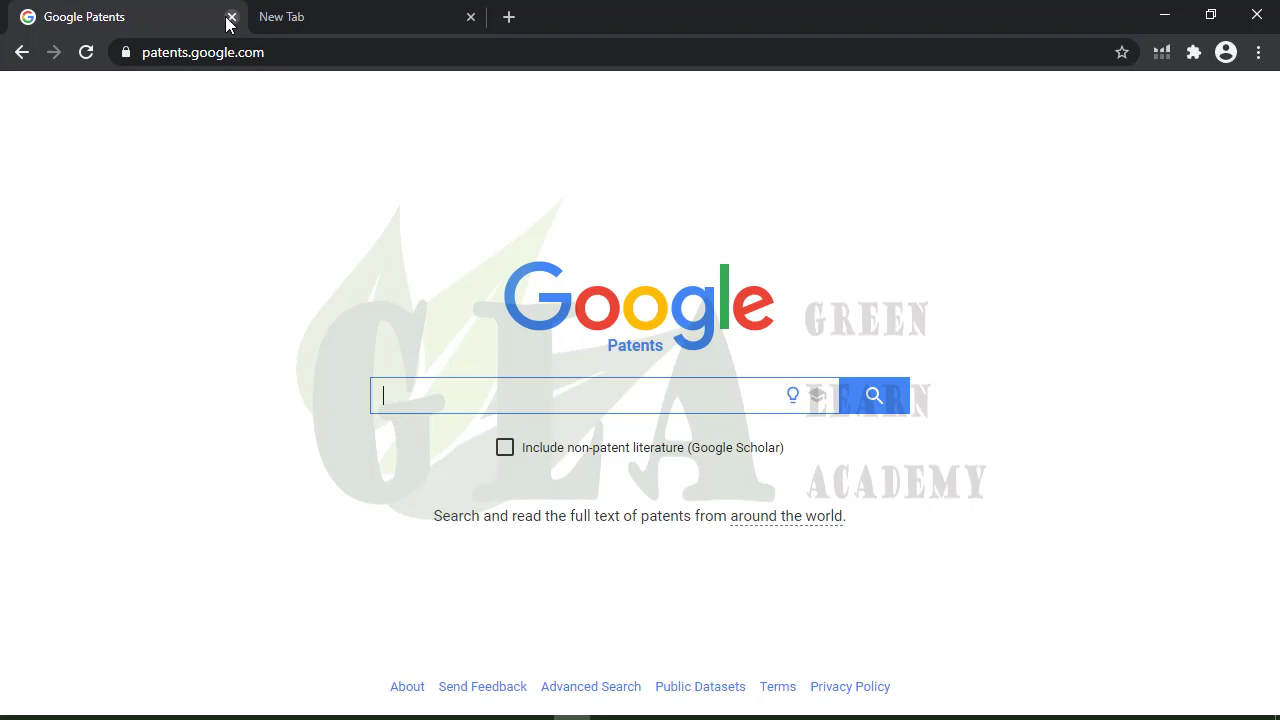 Google Patents
New Tab
patents.google.com
Google
Patents
GLA
GREEN
LEARN
ACADEMY
Include non-patent literature (Google Scholar)
Search and read the full text of patents from around the world.
About Send Feedback Advanced Search Public Datasets Terms Privacy Policy